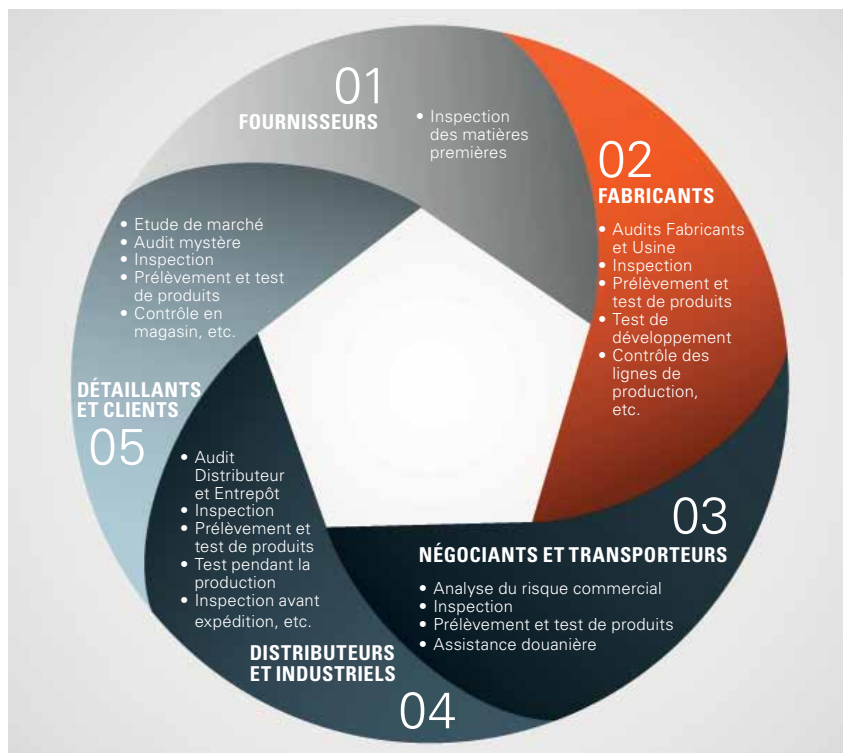 01
FOURNISSEURS
• Inspection
des matières
premières
02
FABRICANTS
• Audits Fabricants
et Usine
• Inspection
• Prélèvement et
test de produits
• Test de
développement
• Contrôle des
lignes de
production,
etc.
03
NÉGOCIANTS ET TRANSPORTEURS
• Analyse du risque commercial
• Inspection
• Prélèvement et test de produits
• Assistance douanière
• Audit
Distributeur
et Entrepôt
• Inspection
• Prélèvement et
test de produits
• Test pendant la
production
• Inspection avant
expédition, etc.
DISTRIBUTEURS
ET INDUSTRIELS
04
• Etude de marché
• Audit mystère
• Inspection
• Prélèvement et test
de produits
• Contrôle en
magasin, etc.
DÉTAILLANTS
ET CLIENTS
05